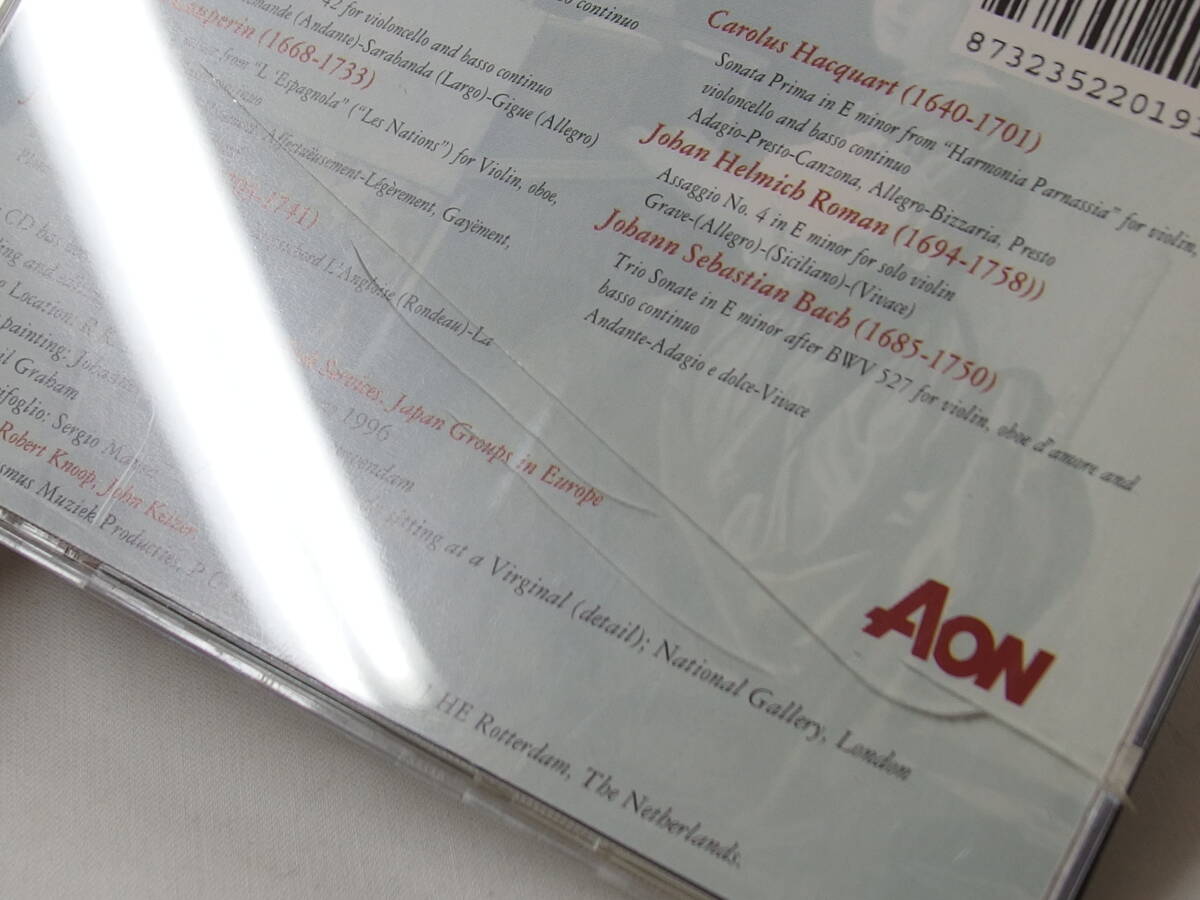 continuo
42 for violoncello and basso continuo
(Andante)-Sarabanda (Largo)-Gigue (Allegro)
(1668-1733)
from "L 'Espagnola" ("Les Nations") for Violin, oboe,
Affectueusement-Légèrement, Gayëment,
-1741)
L'Angloise (Rondeau)-La
CD has
ing and
Location:
painting:
il Graham
ifoglio: Sergio
Robert Knoop, John Keizer
smus Muziek Producties, P.
Japan Groups in Europe
1996
sitting at a Virginal (detail); National Gallery, London
HE Rotterdam, The Netherlands.
Carolus Hacquart (1640-1701)
Sonata Prima in E minor from "Harmonia Parnassia" for violin,
violoncello and basso continuo
Adagio-Presto-Canzona, Allegro-Bizzaria, Presto
Johan Helmich Roman (1694-1758))
Assaggio No. 4 in E minor for solo violin
Grave-(Allegro)-(Siciliano)-(Vivace)
Johann Sebastian Bach (1685-1750)
Trio Sonate in E minor after BWV 527 for violin, oboe d'amore and
basso continuo
Andante-Adagio e dolce-Vivace
873235220193
AON